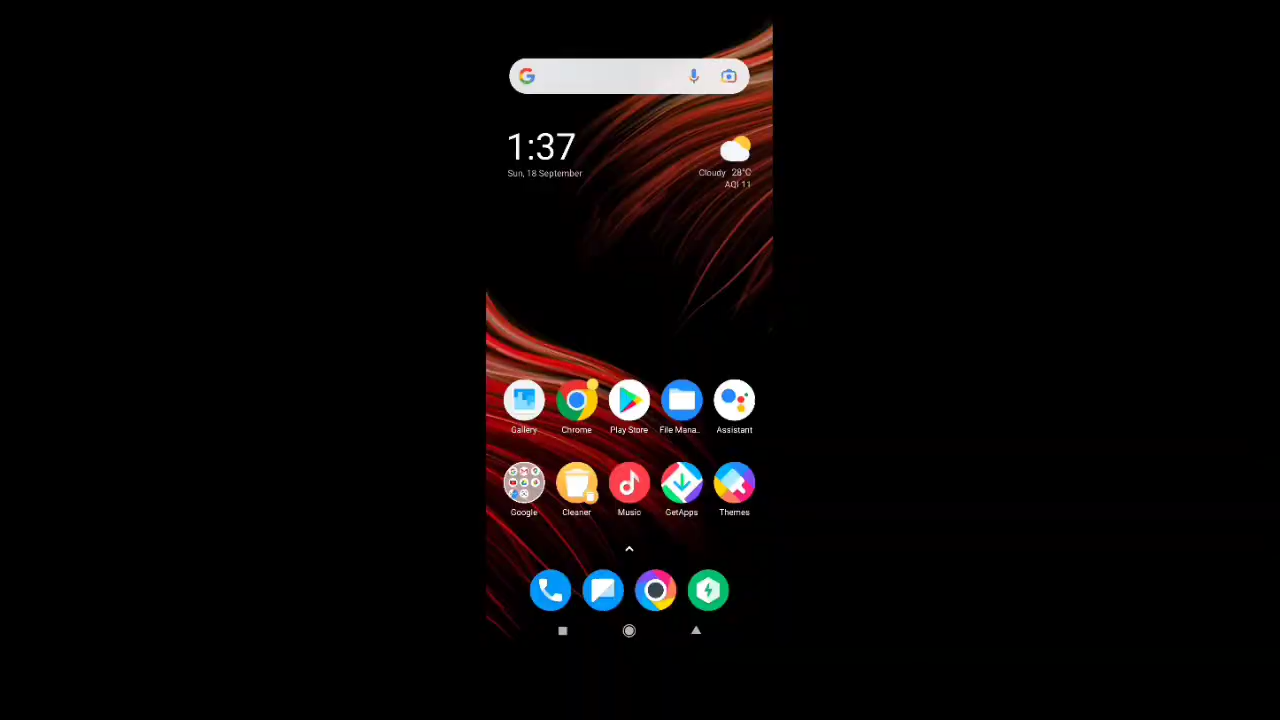 1:37
Sun, 18 September
Cloudy 28°C
AQI 11
Gallery Chrome Play Store File Mana.. Assistant
Google Cleaner Music GetApps Themes